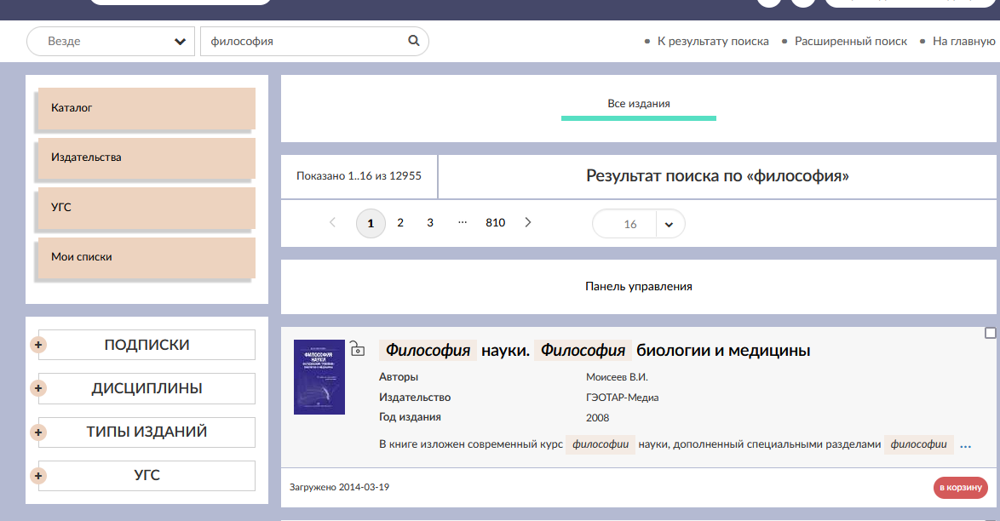 Везде
философия
К результату поиска
Расширенный поиск
На главную
Каталог
Издательства
УГС
Мои списки
ПОДПИСКИ
ДИСЦИПЛИНЫ
ТИПЫ ИЗДАНИЙ
УГС
Все издания
Показано 1..16 из 12955
Результат поиска по «философия»
1 2 3 ... 810
16
Панель управления
ФИЛОСОФИЯ
НАУКИ
Философия науки. Философия биологии и медицины
Авторы Моисеев В.И.
Издательство ГЭОТАР-Медиа
Год издания 2008
В книге изложен современный курс философии науки, дополненный специальными разделами философии ...
Загружено 2014-03-19
в корзину